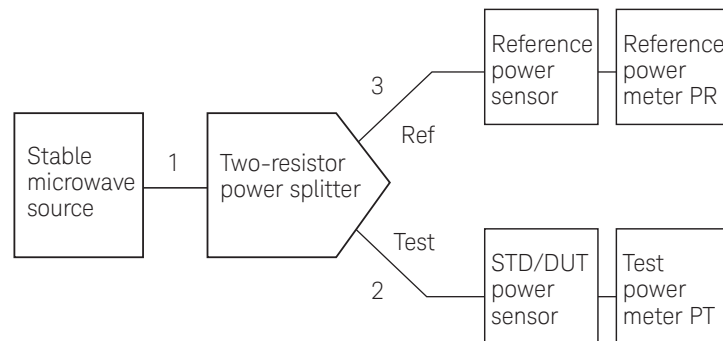 Reference
power
sensor
Reference
power
meter PR
3
Ref
Stable
microwave
source
1
Two-resistor
power splitter
Test
2
STD/DUT
power
sensor
Test
power
meter PT